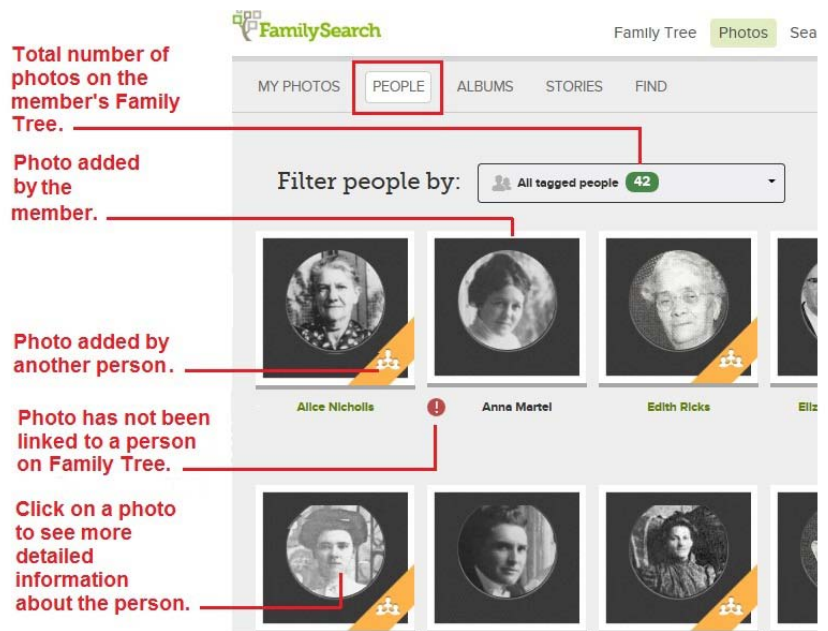 FamilySearch
Family Tree Photos Sea
MY PHOTOS PEOPLE ALBUMS STORIES FIND
Total number of
photos on the
member's Family
Tree.
Filter people by: All tagged people 42
Photo added
by the
member.
Photo added by
another person.
Alice Nicholls ! Anna Martel Edith Ricks Eliz
Photo has not been
linked to a person
on Family Tree.
Click on a photo
to see more
detailed
information
about the person.